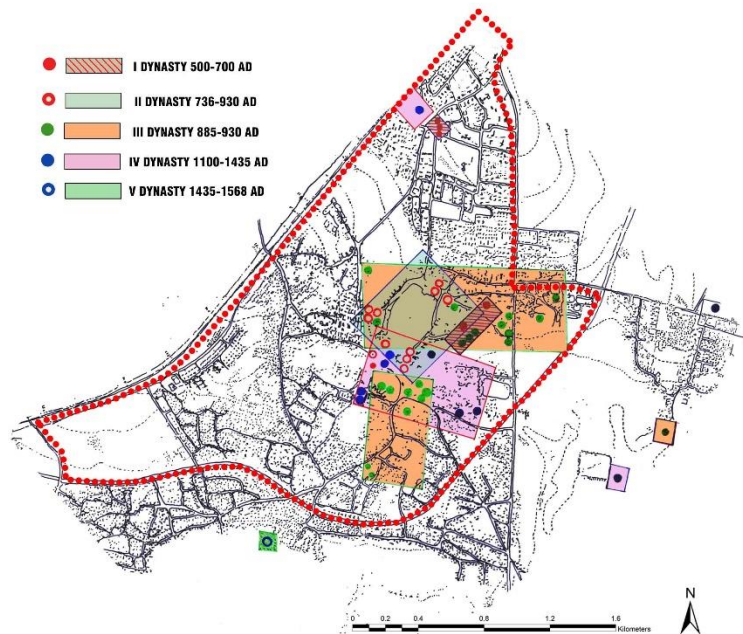 I DYNASTY 500-700 AD
II DYNASTY 736-930 AD
III DYNASTY 885-930 AD
IV DYNASTY 1100-1435 AD
V DYNASTY 1435-1568 AD
N
0 0.2 0.4 0.8 1.2 1.6
Kilometers